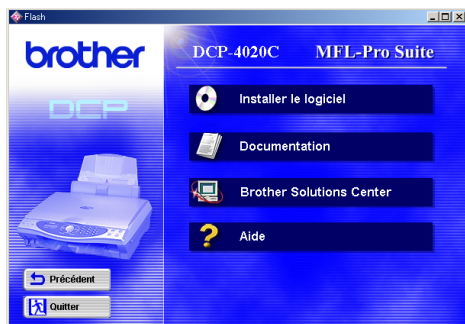 Flash
brother
DCP-4020C MFL-Pro Suite
DCP
Installer le logiciel
Documentation
Brother Solutions Center
Aide
Précédent
Quitter